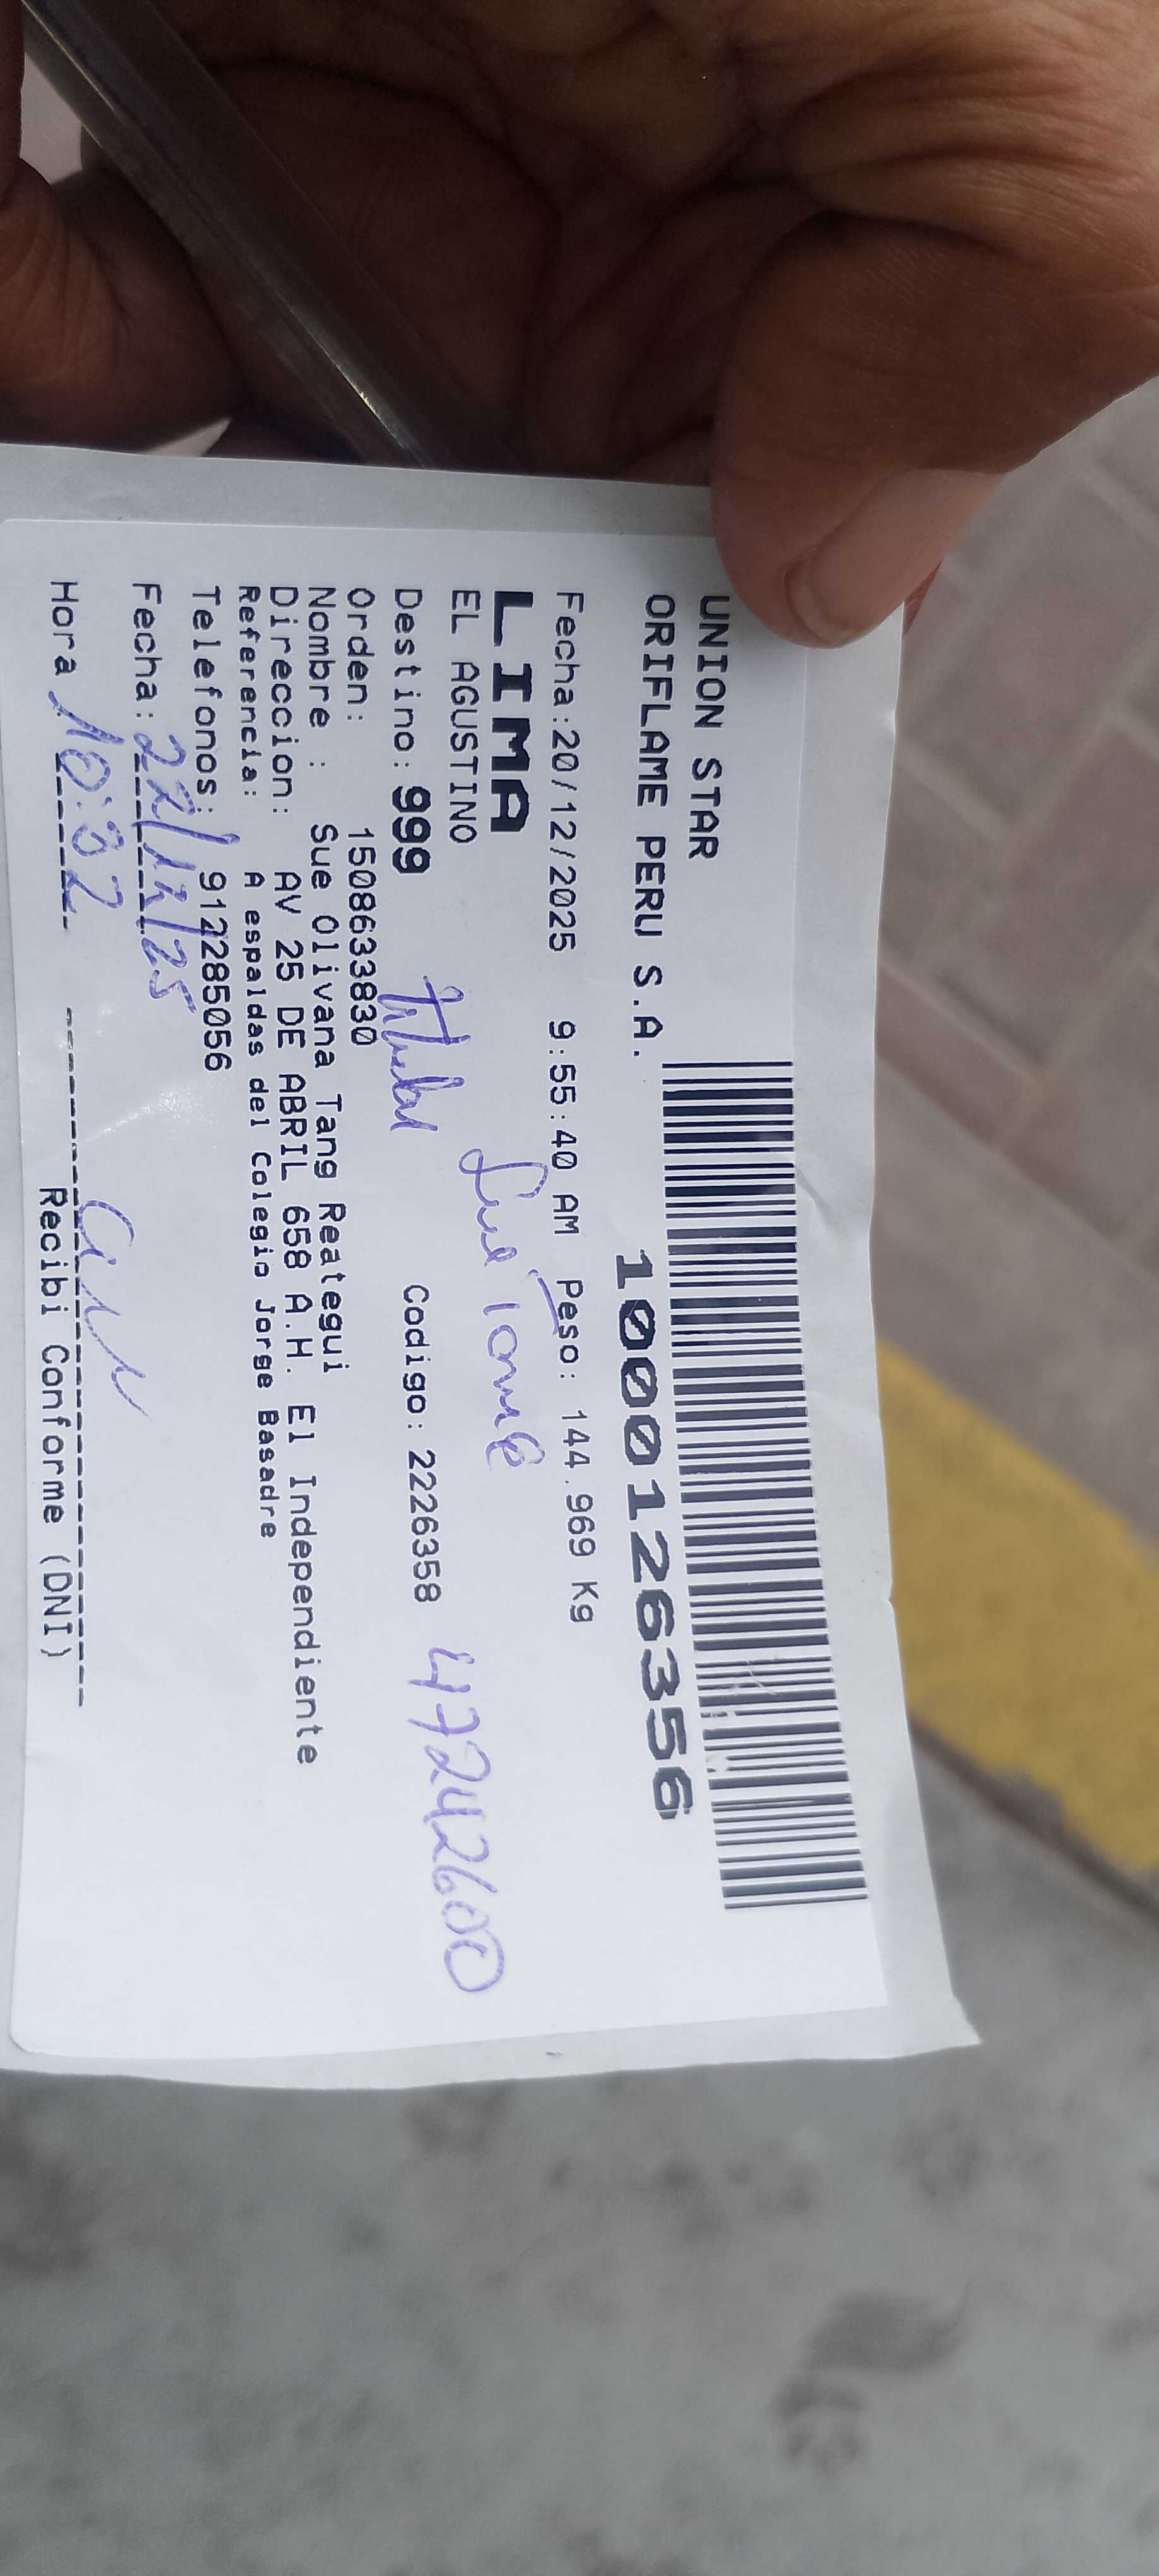 UNION STAR
ORIFLAME PERU S.A.
1000126356
Fecha:20/12/2025 9:55:40 AM Peso: 144.969 Kg
LIMA
EL AGUSTINO
Sue
Destino: 999 Codigo: 2226358
Titular 47242600
Orden: 1508633830
Nombre : Sue Olivana Tang Reategui
Direccion: AV 25 DE ABRIL 658 A.H. El Independiente
Referencia: A espaldas del Colegio Jorge Basadre
Telefonos: 912285056
Fecha: 22/12/25
Hora 10:32
Recibi Conforme (DNI)